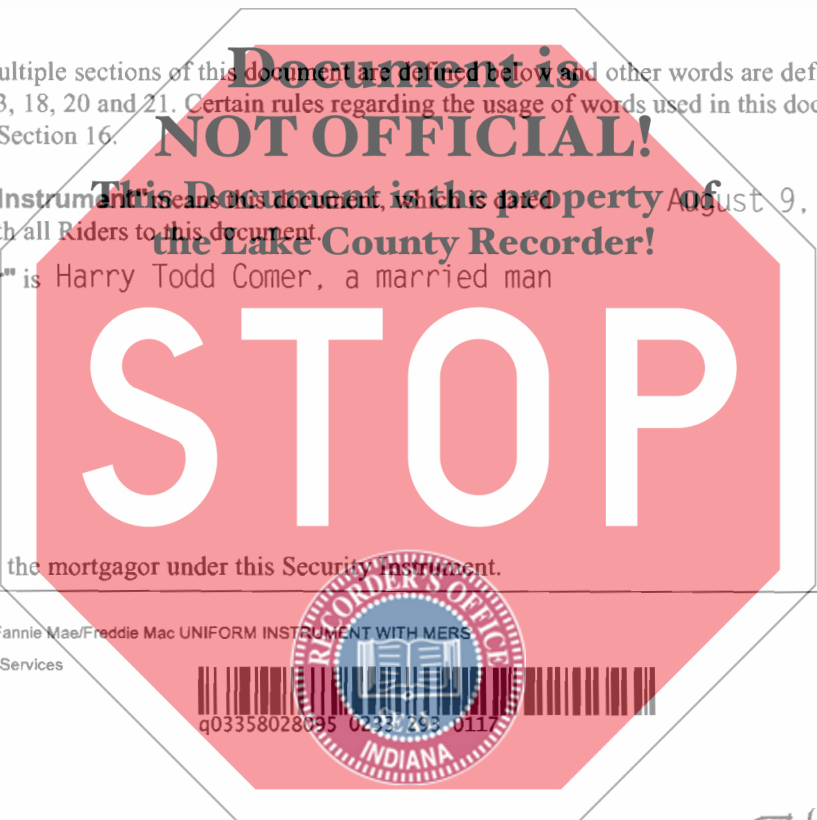 Document is
ultiple sections of this document are defined below and other words are def
3, 18, 20 and 21. Certain rules regarding the usage of words used in this doc
NOT OFFICIAL!
Section 16.
This Document is the property of
Instrument" means this document, which is dated August 9,
th all Riders to this document.
the Lake County Recorder!
r" is Harry Todd Comer, a married man
STOP
the mortgagor under this Security Instrument.
RECORDER'S OFFICE
Fannie Mae/Freddie Mac UNIFORM INSTRUMENT WITH MERS
Services
q03358028095 0233 293 0117
INDIANA